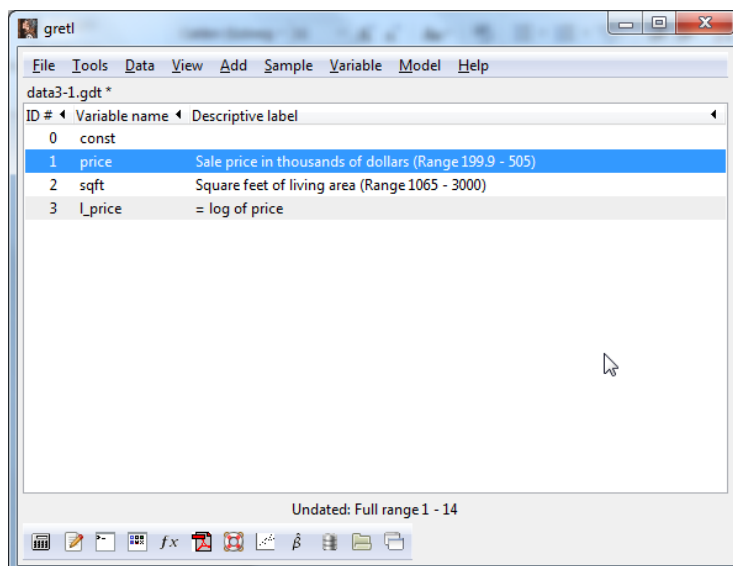 gretl
File Tools Data View Add Sample Variable Model Help
data3-1.gdt *
ID # Variable name Descriptive label
0 const
1 price Sale price in thousands of dollars (Range 199.9 - 505)
2 sqft Square feet of living area (Range 1065 - 3000)
3 l_price = log of price
Undated: Full range 1 - 14
fx β̂